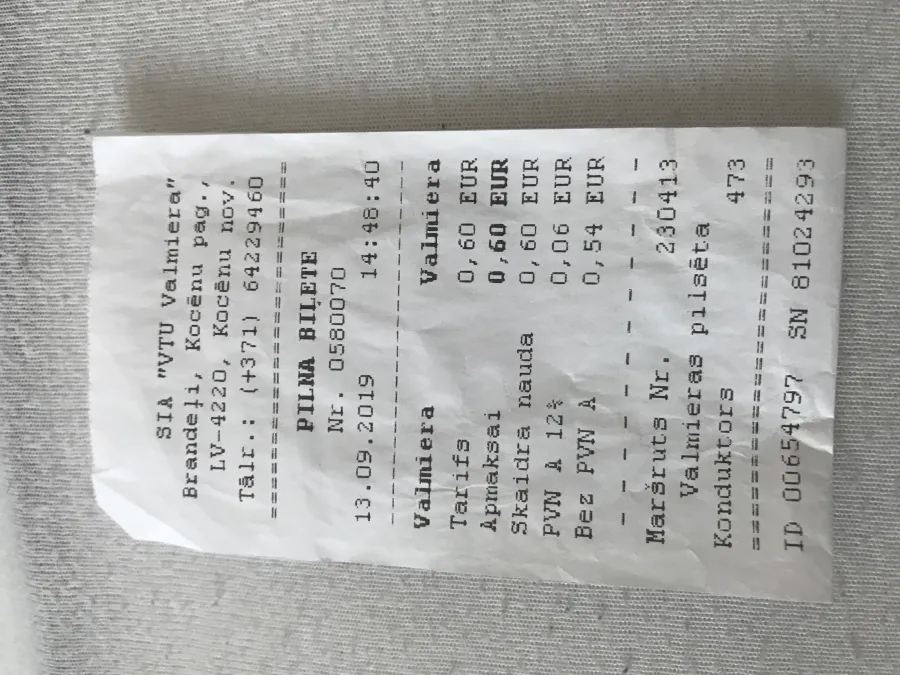 SIA "VTU Valmiera"
Brandeļi, Kocēnu pag.,
LV-4220, Kocēnu nov.
Tālr.: (+371) 64229460
==============================
PILNA BIĻETE
Nr. 0580070
13.09.2019 14:48:40
------------------------------
Valmiera Valmiera
Tarifs 0,60 EUR
Apmaksai 0,60 EUR
Skaidra nauda 0,60 EUR
PVN A 12% 0,06 EUR
Bez PVN A 0,54 EUR
- - - - - - - - - - -
Maršruts Nr. 230413
Valmieras pilsēta
Konduktors 473
==============================
ID 00654797 SN 81024293